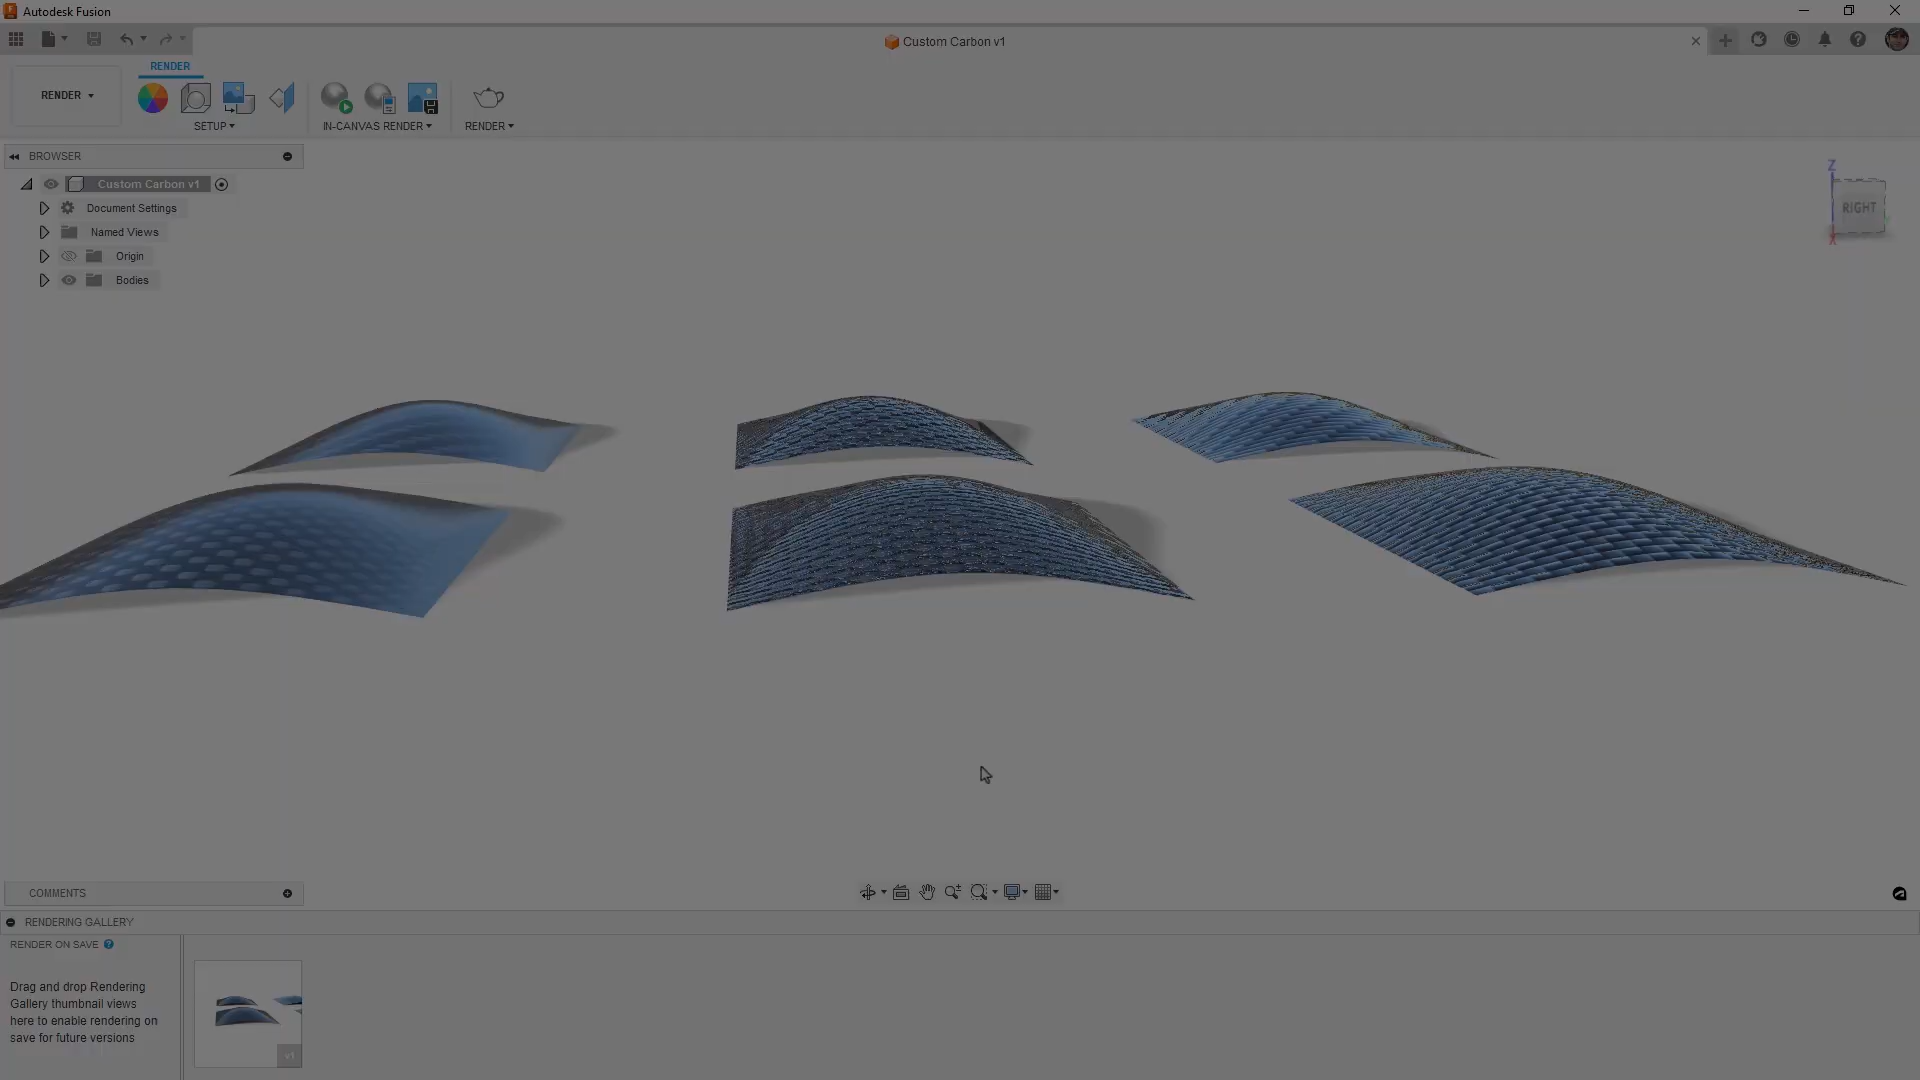 Autodesk Fusion
Custom Carbon v1
RENDER
RENDER
SETUP
IN-CANVAS RENDER
RENDER
BROWSER
Custom Carbon v1
Document Settings
Named Views
Origin
Bodies
Z
RIGHT
X
COMMENTS
RENDERING GALLERY
RENDER ON SAVE
Drag and drop Rendering
Gallery thumbnail views
here to enable rendering on
save for future versions
v1